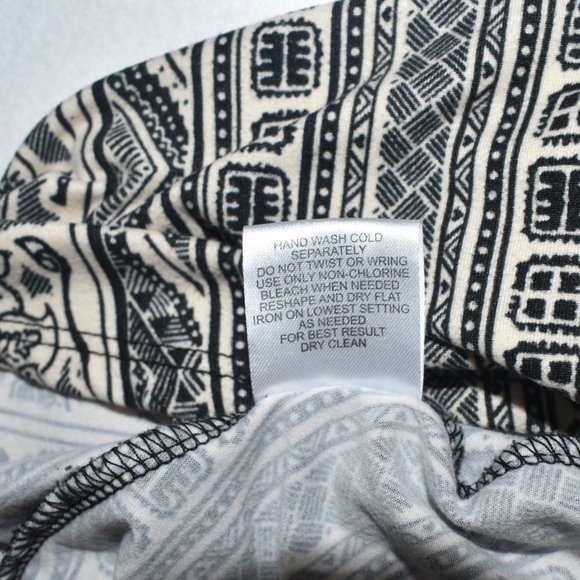 HAND WASH COLD
SEPARATELY
DO NOT TWIST OR WRING
USE ONLY NON-CHLORINE
BLEACH WHEN NEEDED
RESHAPE AND DRY FLAT
IRON ON LOWEST SETTING
AS NEEDED
FOR BEST RESULT
DRY CLEAN